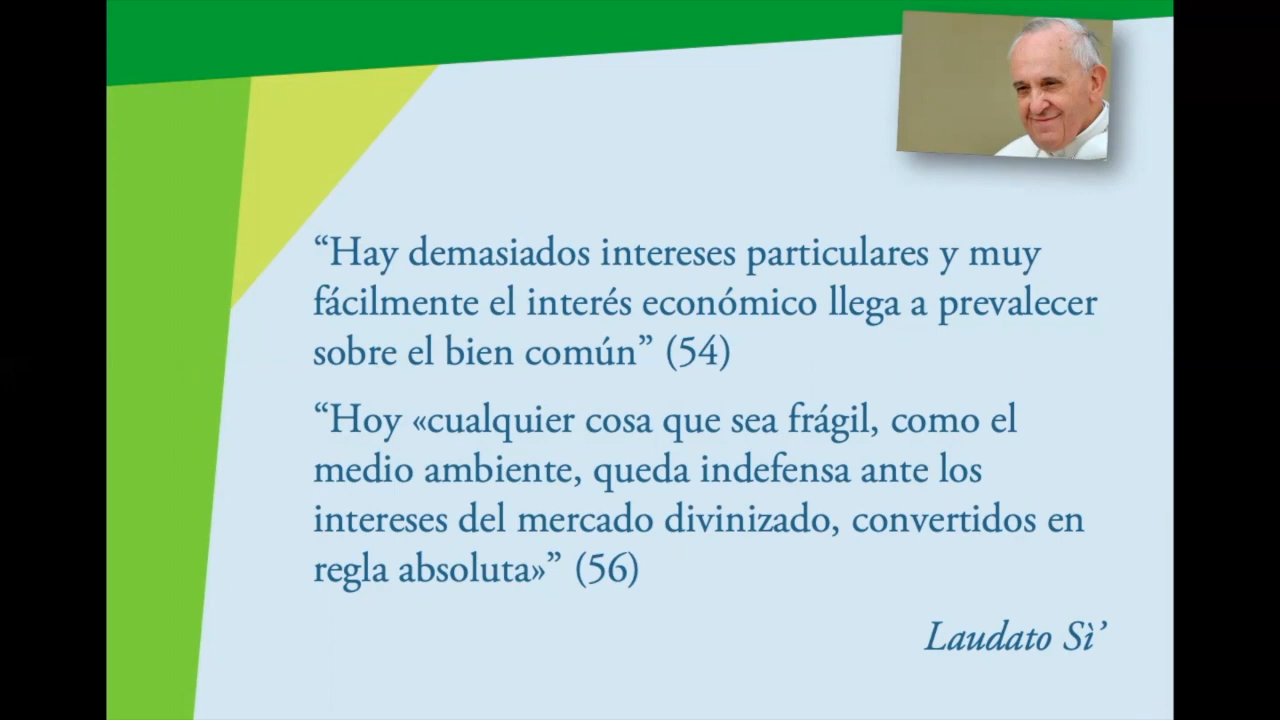 “Hay demasiados intereses particulares y muy
fácilmente el interés económico llega a prevalecer
sobre el bien común” (54)
“Hoy «cualquier cosa que sea frágil, como el
medio ambiente, queda indefensa ante los
intereses del mercado divinizado, convertidos en
regla absoluta»” (56)
Laudato Sì’